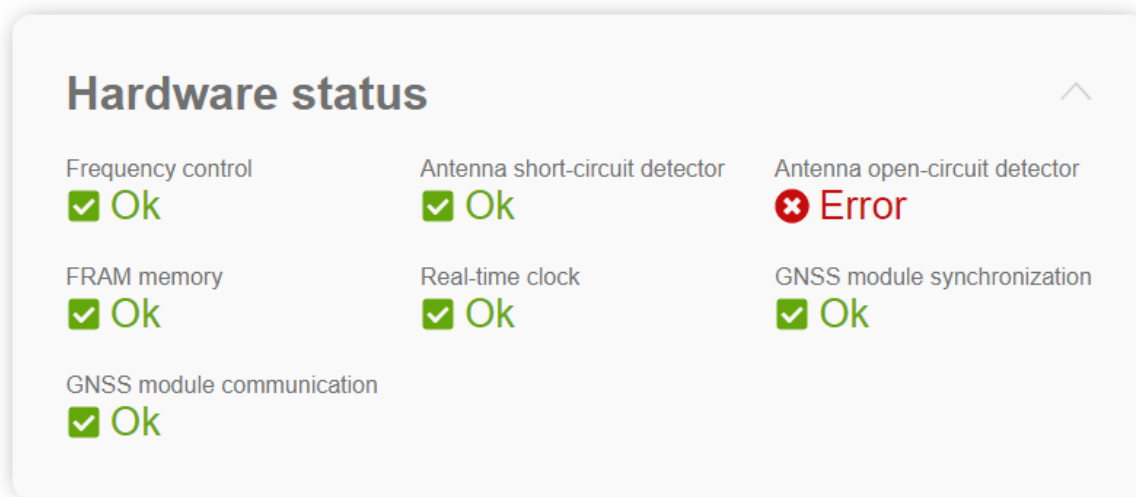 Hardware status
Frequency control
Ok
Antenna short-circuit detector
Ok
Antenna open-circuit detector
Error
FRAM memory
Ok
Real-time clock
Ok
GNSS module synchronization
Ok
GNSS module communication
Ok